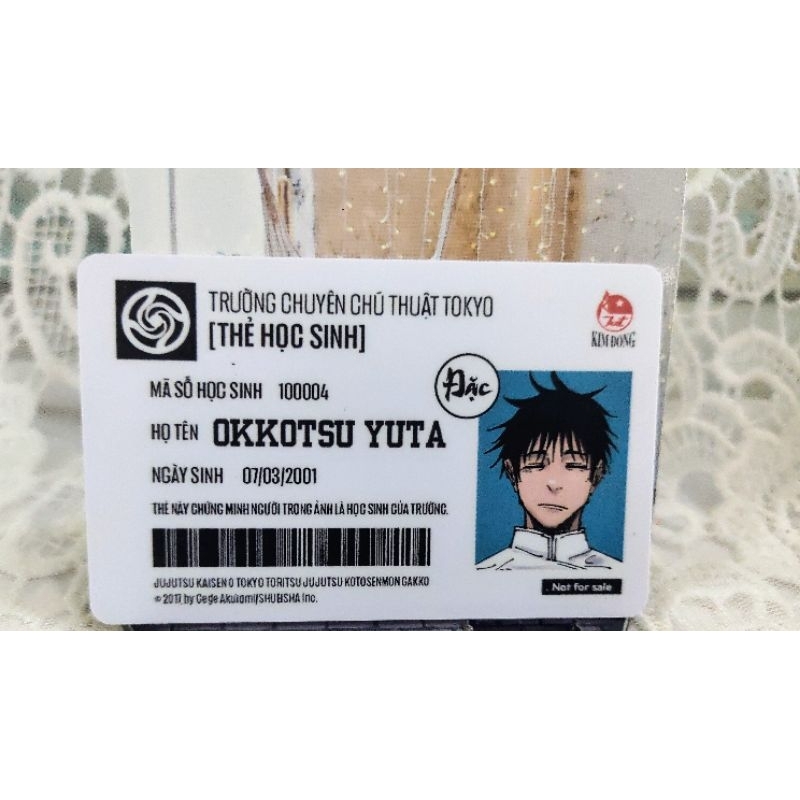 TRƯỜNG CHUYÊN CHÚ THUẬT TOKYO
[THẺ HỌC SINH]
KIM ĐỒNG
MÃ SỐ HỌC SINH 100004
Đặc
HỌ TÊN OKKOTSU YUTA
NGÀY SINH 07/03/2001
THẺ NÀY CHỨNG MINH NGƯỜI TRONG ẢNH LÀ HỌC SINH CỦA TRƯỜNG.
JUJUTSU KAISEN 0 TOKYO TORITSU JUJUTSU KOTOSENMON GAKKO
© 2017 by Gege Akutami/SHUEISHA Inc.
Not for sale